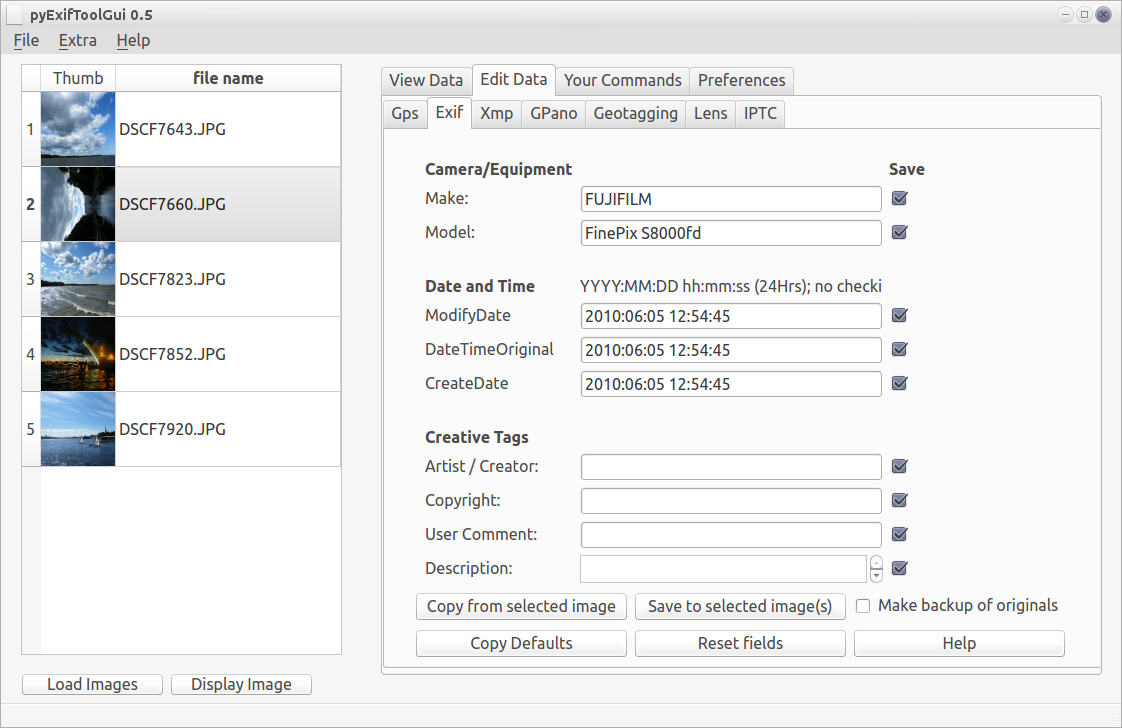 pyExifToolGui 0.5
File Extra Help
Thumb file name
1 DSCF7643.JPG
2 DSCF7660.JPG
3 DSCF7823.JPG
4 DSCF7852.JPG
5 DSCF7920.JPG
Load Images Display Image
View Data Edit Data Your Commands Preferences
Gps Exif Xmp GPano Geotagging Lens IPTC
Camera/Equipment Save
Make: FUJIFILM
Model: FinePix S8000fd
Date and Time YYYY:MM:DD hh:mm:ss (24Hrs); no checki
ModifyDate 2010:06:05 12:54:45
DateTimeOriginal 2010:06:05 12:54:45
CreateDate 2010:06:05 12:54:45
Creative Tags
Artist / Creator:
Copyright:
User Comment:
Description:
Copy from selected image Save to selected image(s) Make backup of originals
Copy Defaults Reset fields Help